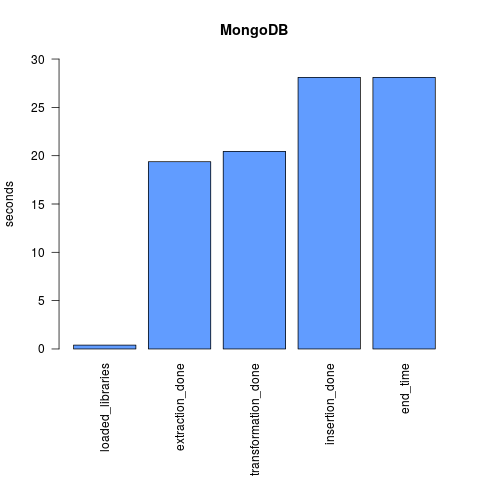 MongoDB
seconds
30
25
20
15
10
5
0
loaded_libraries
extraction_done
transformation_done
insertion_done
end_time